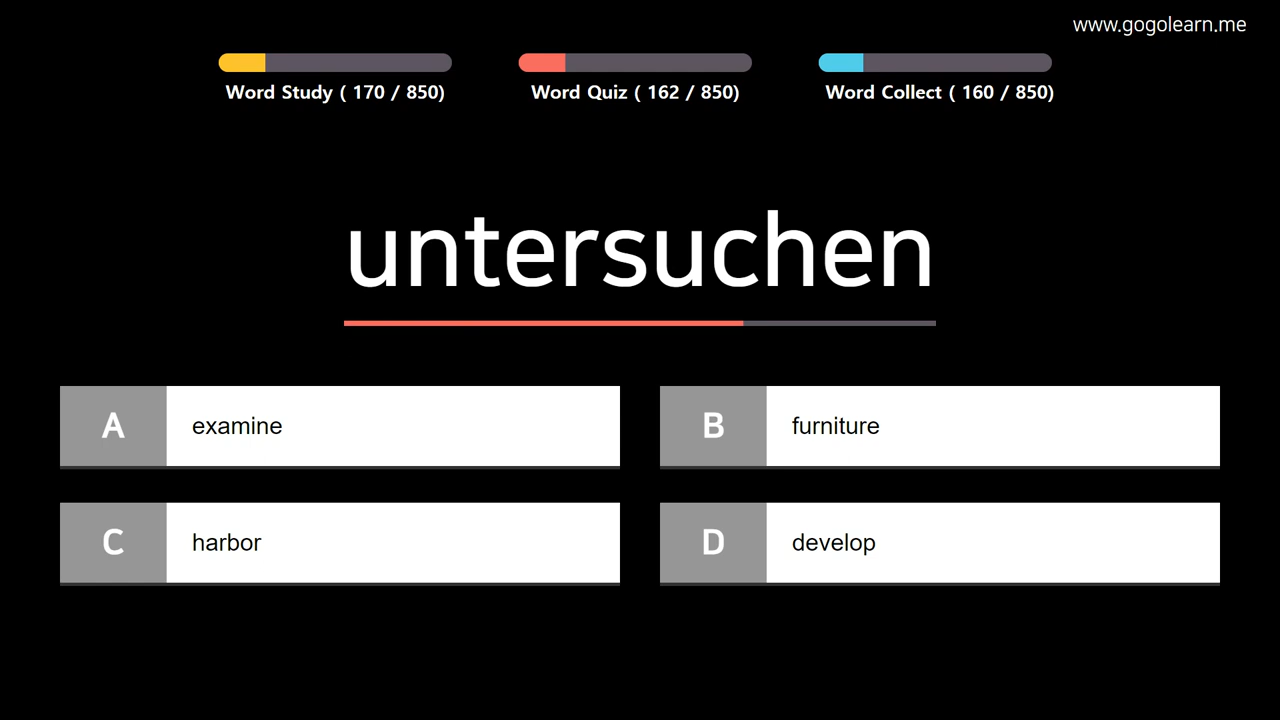 www.gogolearn.me
Word Study ( 170 / 850)
Word Quiz ( 162 / 850)
Word Collect ( 160 / 850)
untersuchen
A examine
B furniture
C harbor
D develop